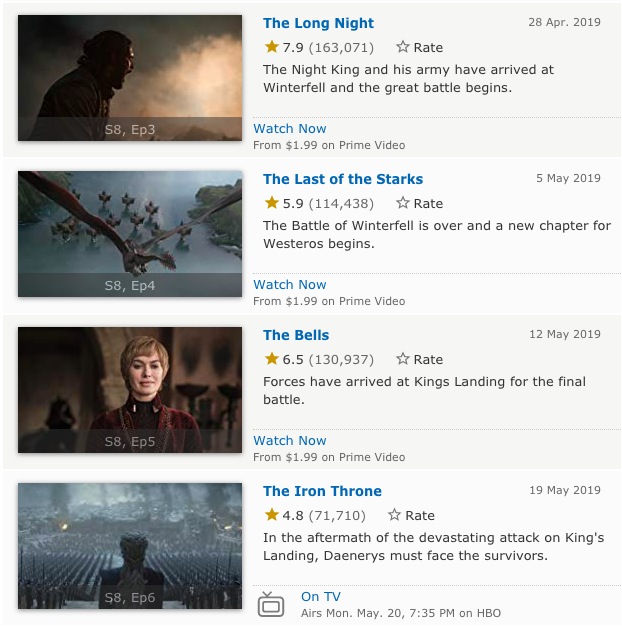 The Long Night 28 Apr. 2019
7.9 (163,071) Rate
The Night King and his army have arrived at
Winterfell and the great battle begins.
S8, Ep3
Watch Now
From $1.99 on Prime Video
The Last of the Starks 5 May 2019
5.9 (114,438) Rate
The Battle of Winterfell is over and a new chapter for
Westeros begins.
S8, Ep4
Watch Now
From $1.99 on Prime Video
The Bells 12 May 2019
6.5 (130,937) Rate
Forces have arrived at Kings Landing for the final
battle.
S8, Ep5
Watch Now
From $1.99 on Prime Video
The Iron Throne 19 May 2019
4.8 (71,710) Rate
In the aftermath of the devastating attack on King's
Landing, Daenerys must face the survivors.
S8, Ep6
On TV
Airs Mon. May. 20, 7:35 PM on HBO